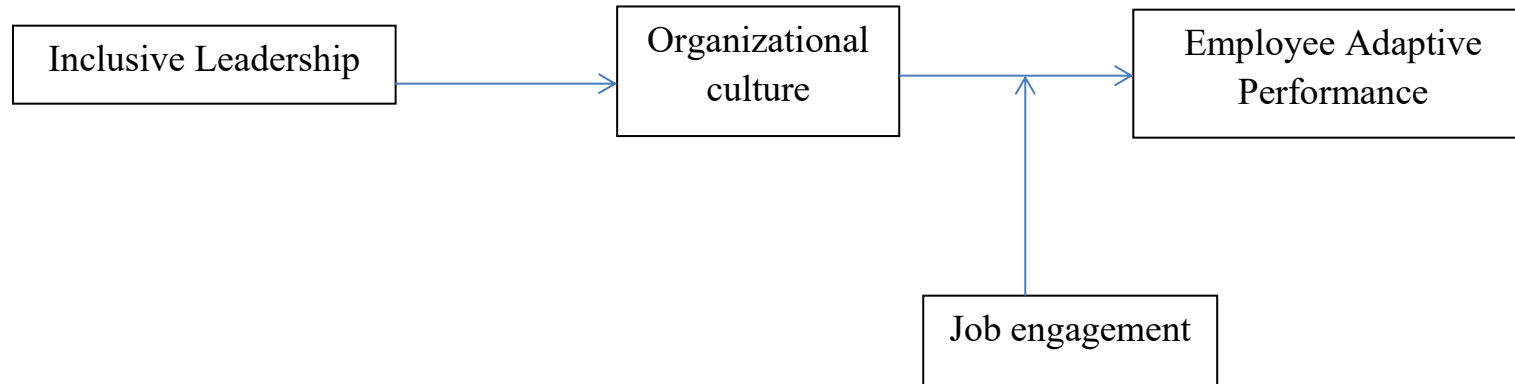 Inclusive Leadership
Organizational
culture
Employee Adaptive
Performance
Job engagement